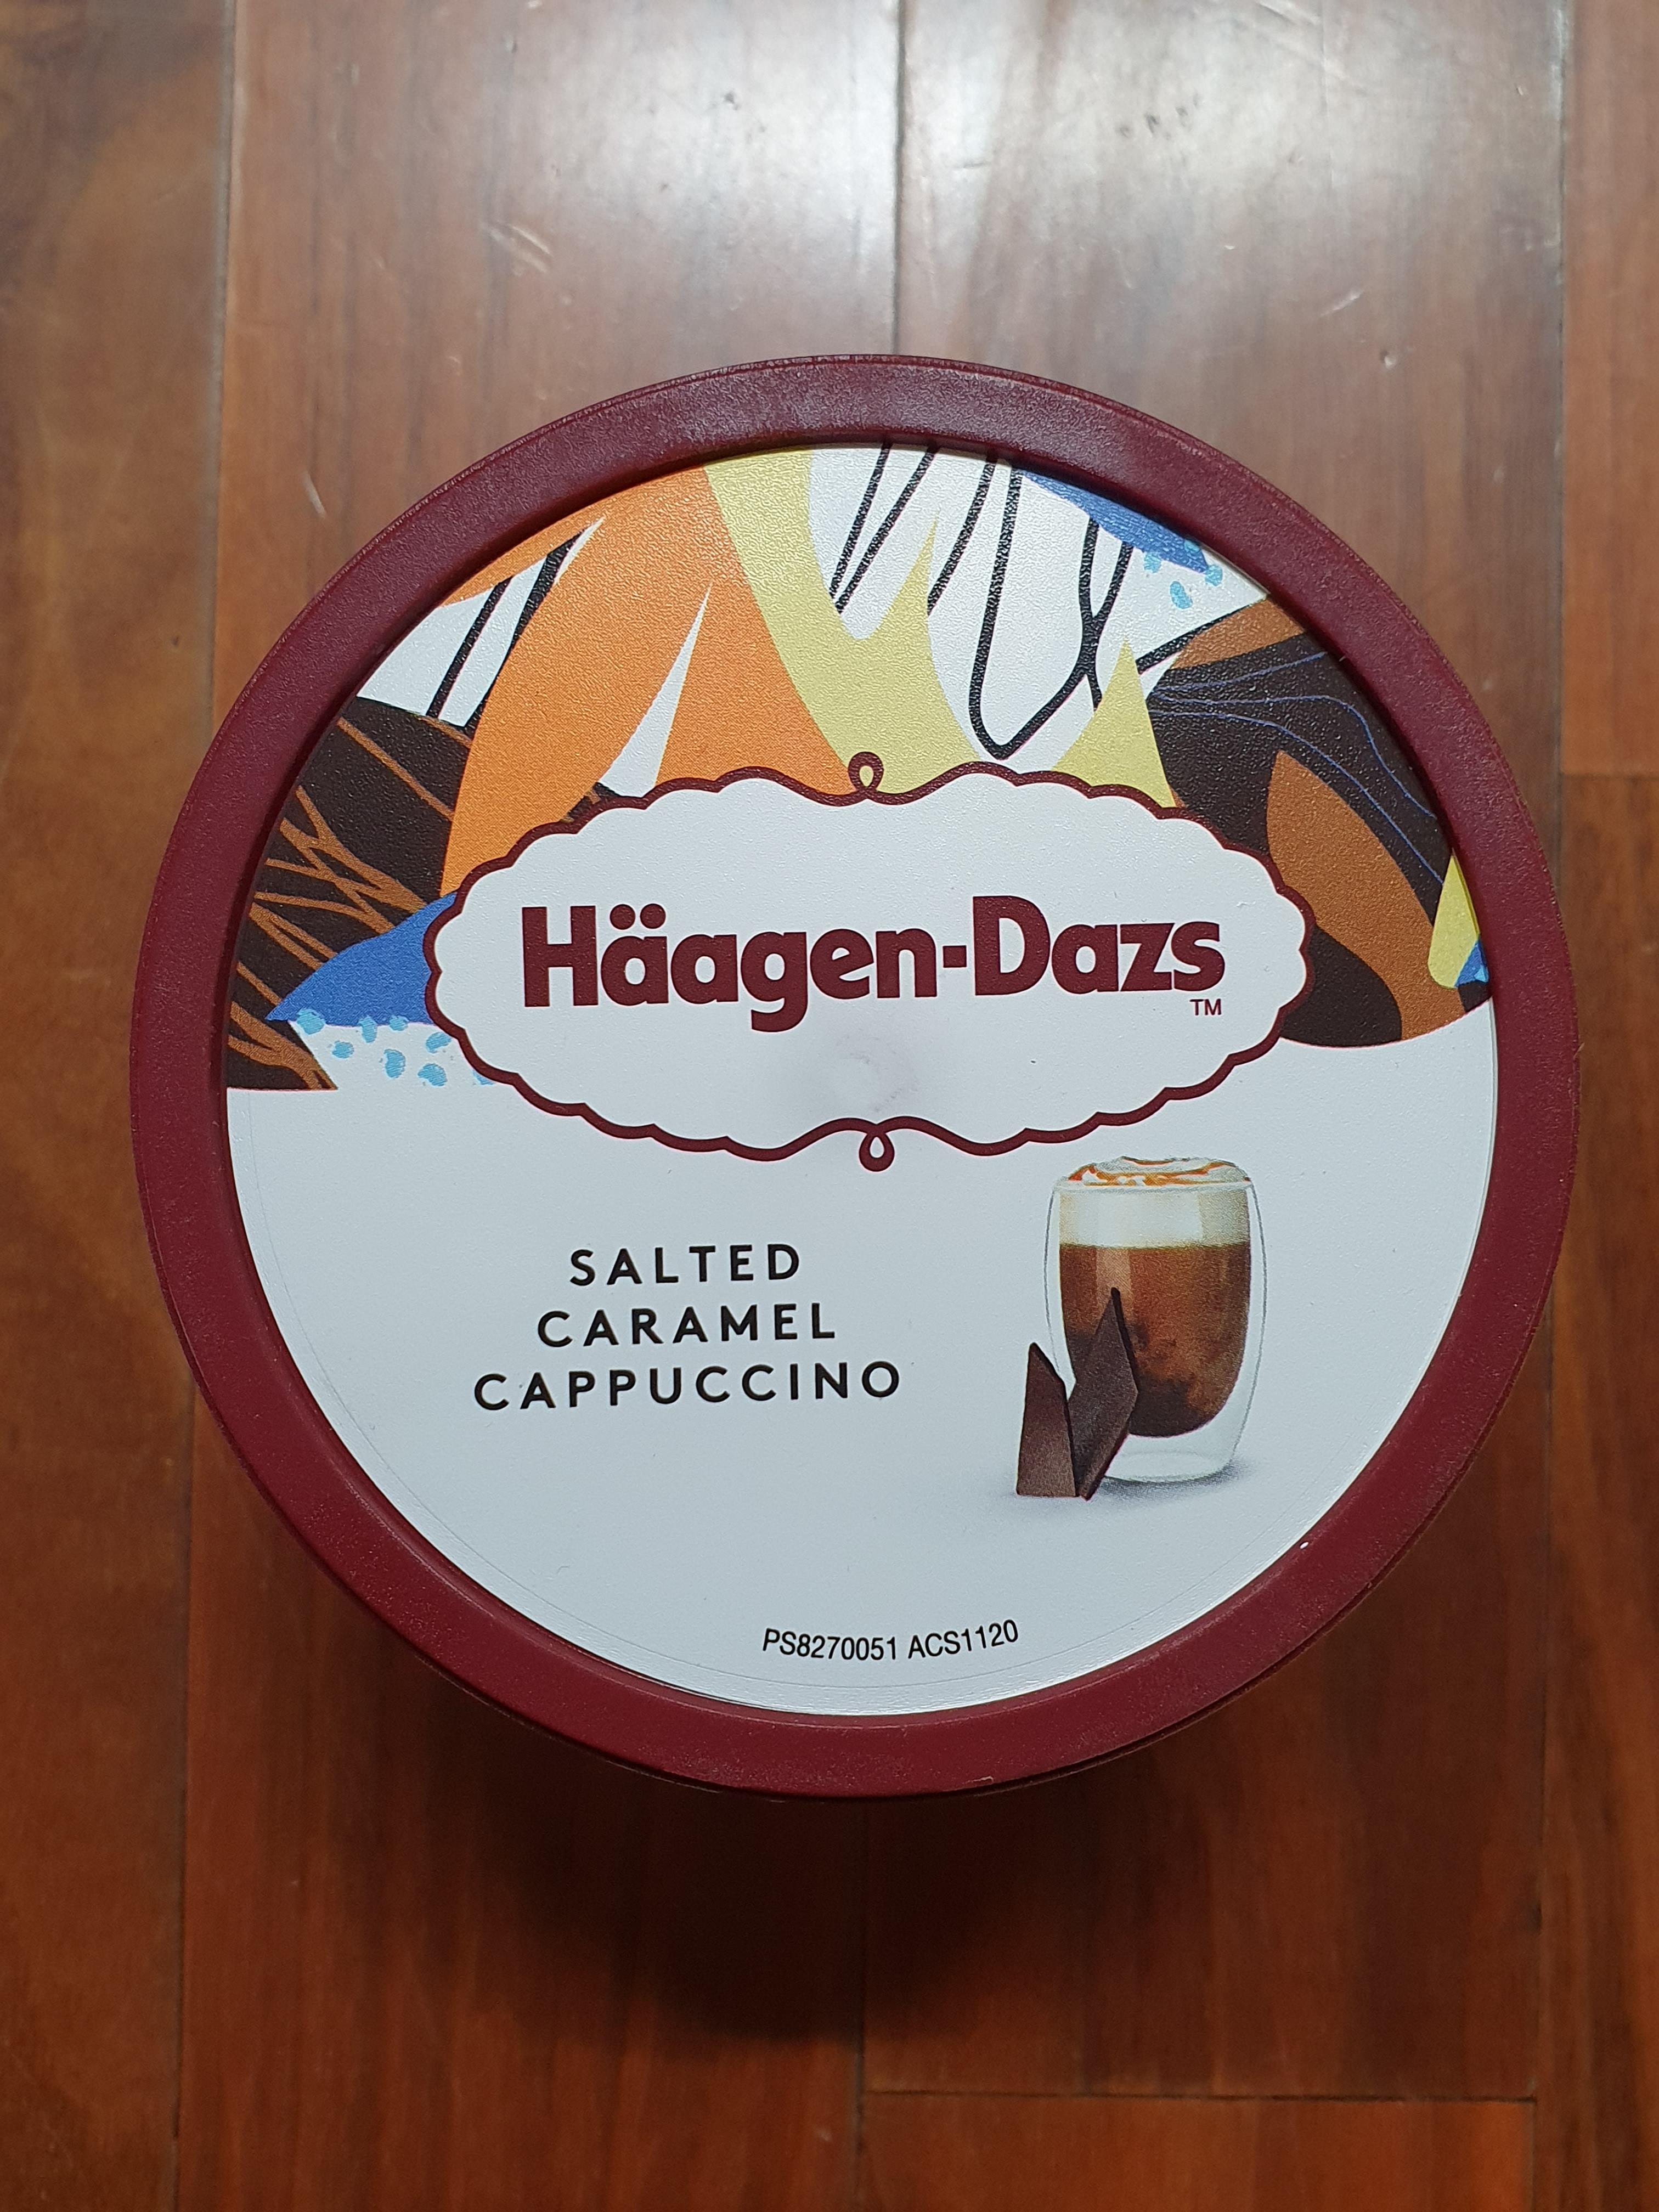 Häagen-Dazs
TM
SALTED
CARAMEL
CAPPUCCINO
PS8270051 ACS1120